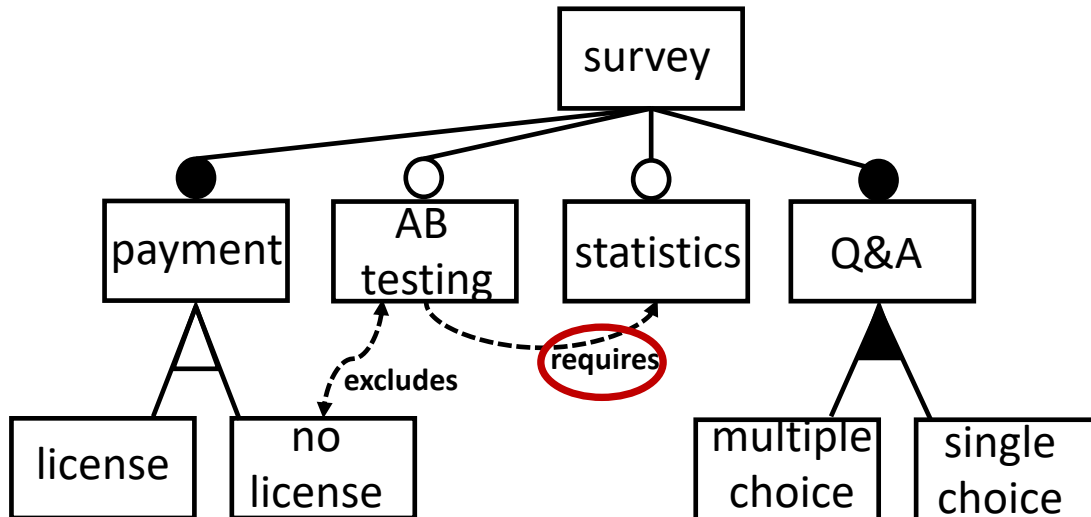 survey
payment
AB
testing
statistics
Q&A
excludes
requires
license
no
license
multiple
choice
single
choice